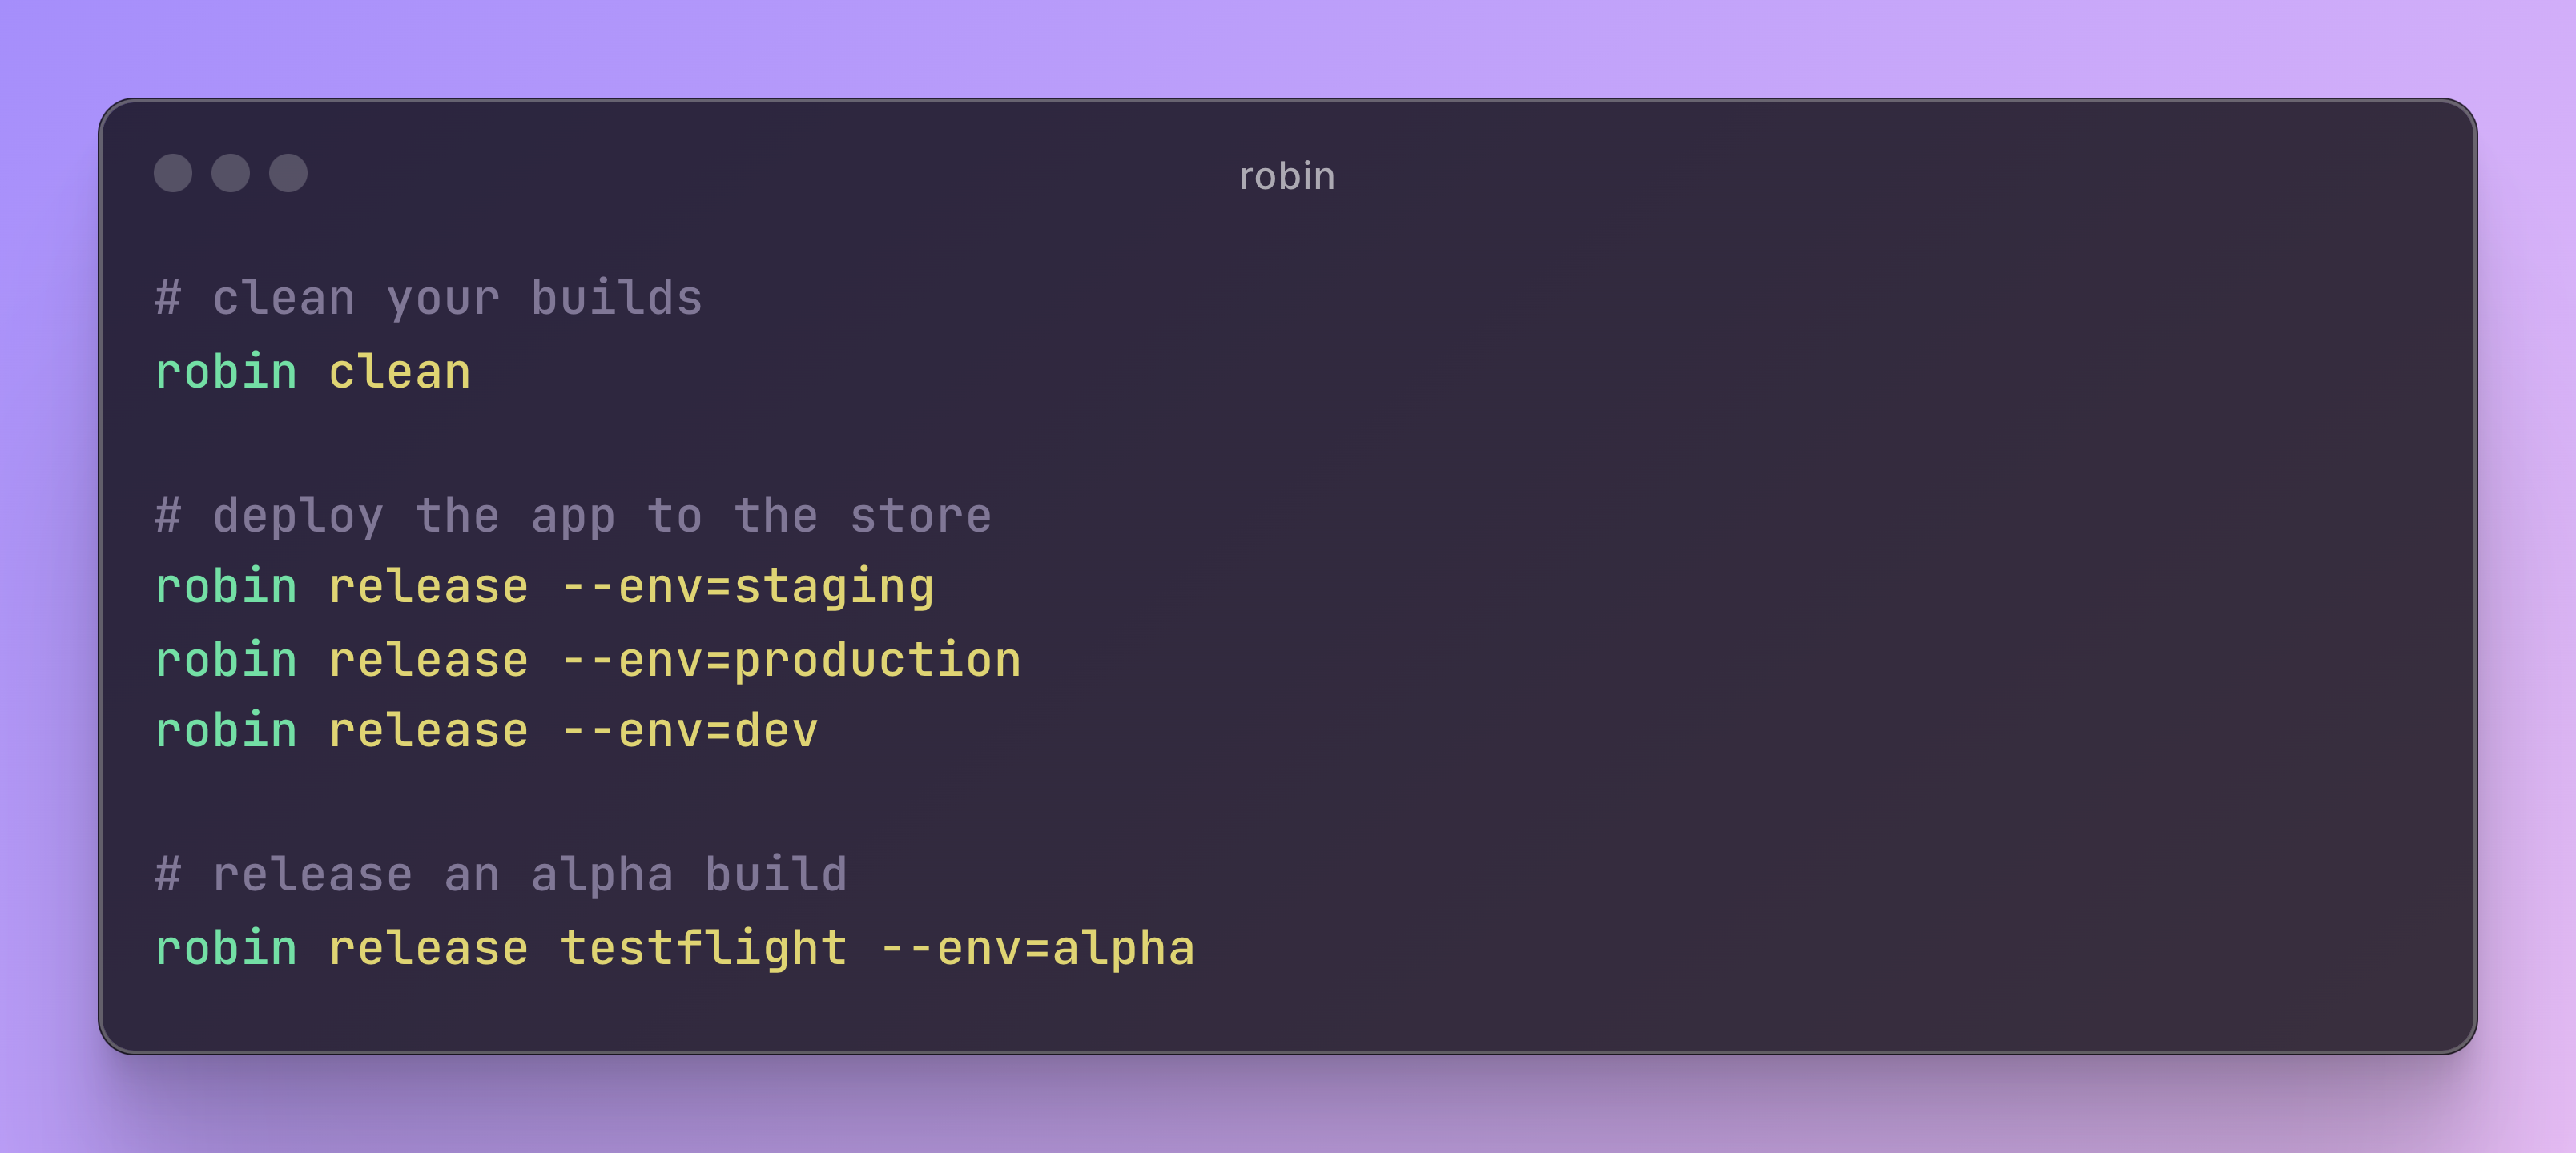 robin
# clean your builds
robin clean
# deploy the app to the store
robin release --env=staging
robin release --env=production
robin release --env=dev
# release an alpha build
robin release testflight --env=alpha